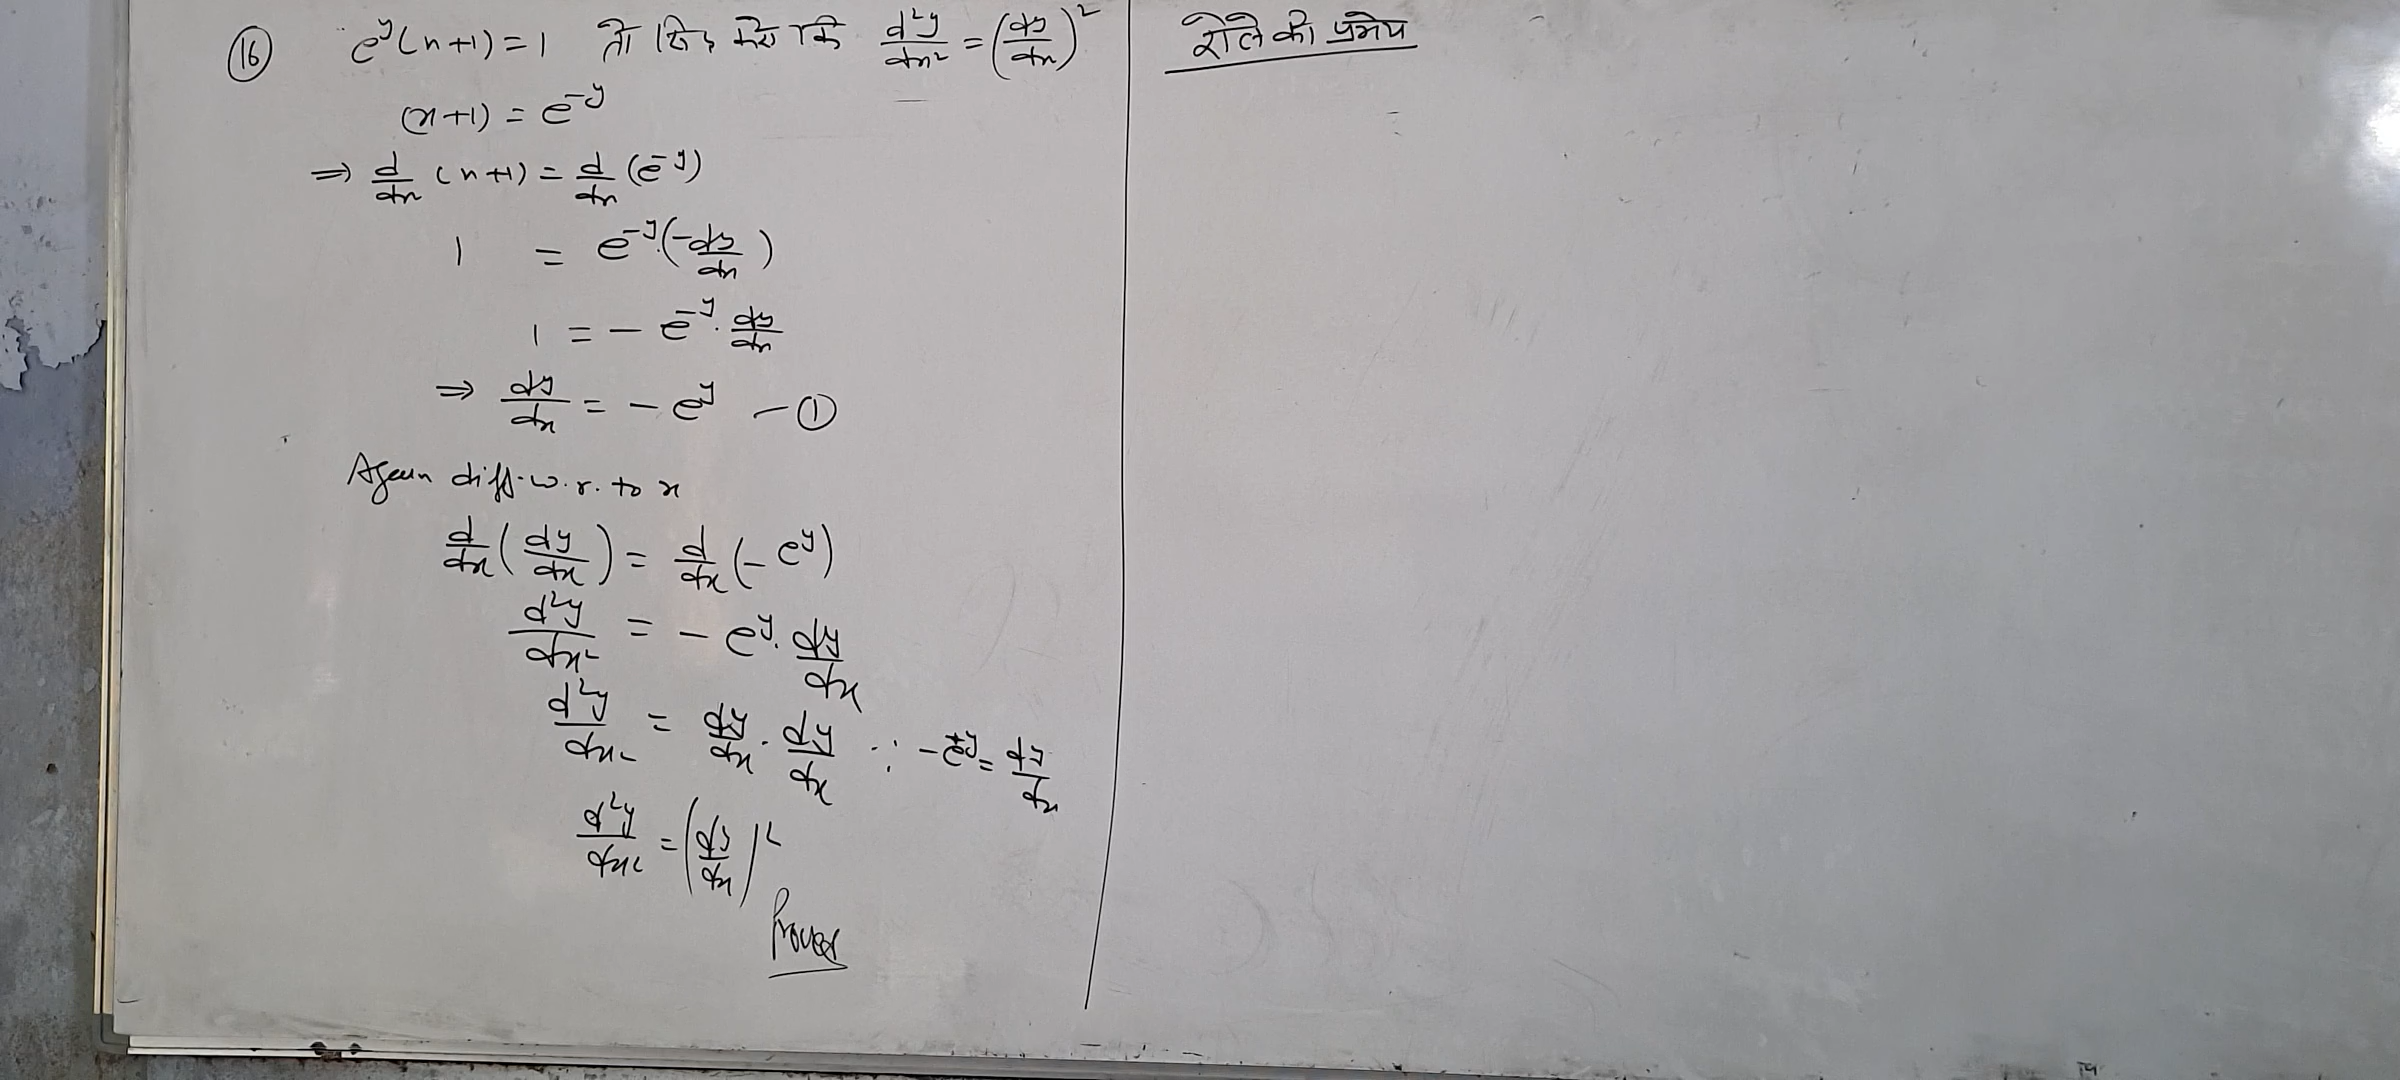 (16) e^y(x+1) = 1 तो सिद्ध करो कि d²y/dx² = (dy/dx)²
(x+1) = e^-y
⇒ d/dx (x+1) = d/dx (e^-y)
1 = e^-y.(-dy/dx)
1 = - e^-y . dy/dx
⇒ dy/dx = - e^y - ①
Again diff. w. r. to x
d/dx (dy/dx) = d/dx (- e^y)
d²y/dx² = - e^y . dy/dx
d²y/dx² = dy/dx . dy/dx ∵ - e^+y = dy/dx
d²y/dx² = (dy/dx)²
Proved
रोले की प्रमेय